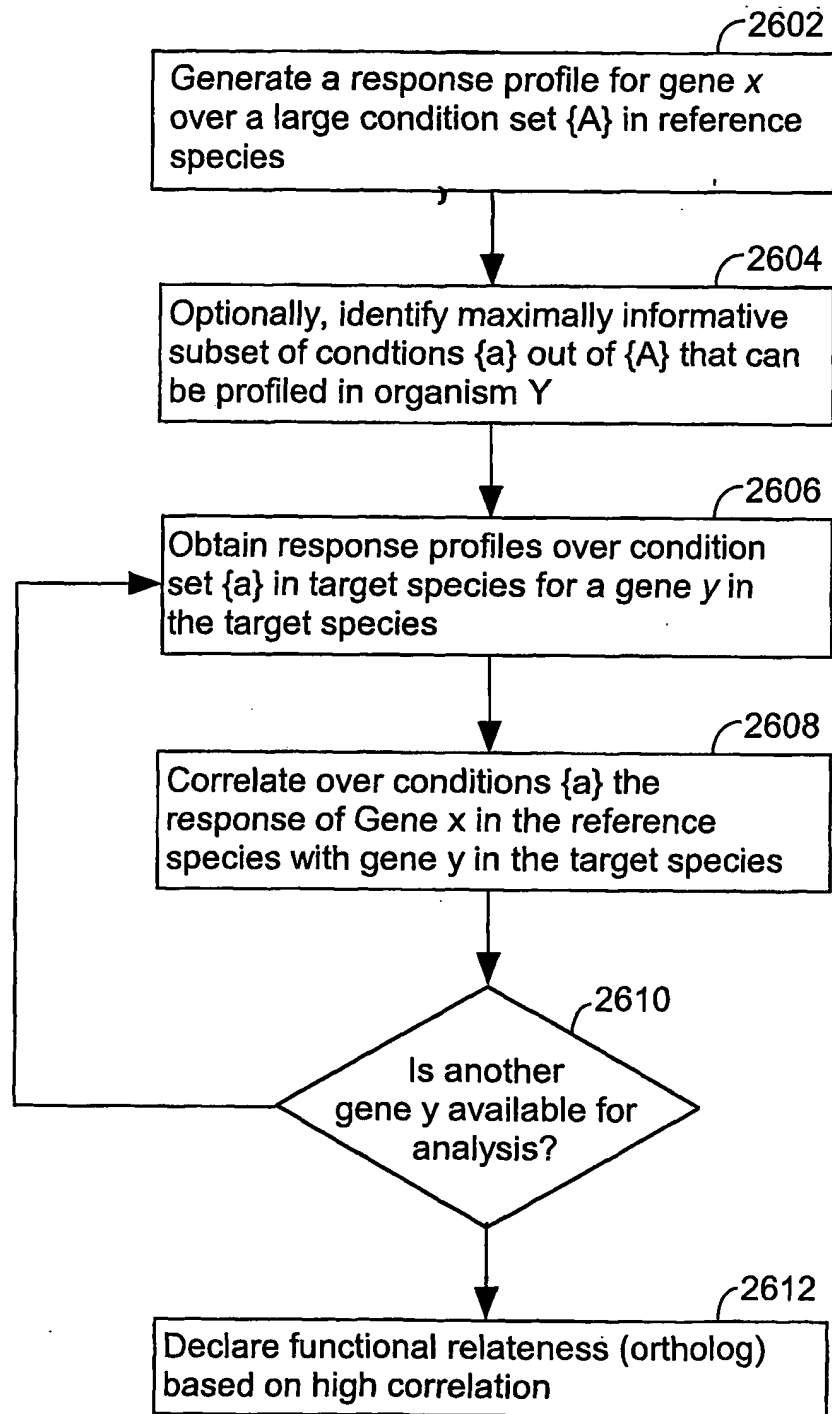 2602
Generate a response profile for gene x
over a large condition set {A} in reference
species
2604
Optionally, identify maximally informative
subset of condtions {a} out of {A} that can
be profiled in organism Y
2606
Obtain response profiles over condition
set {a} in target species for a gene y in
the target species
2608
Correlate over conditions {a} the
response of Gene x in the reference
species with gene y in the target species
2610
Is another
gene y available for
analysis?
2612
Declare functional relateness (ortholog)
based on high correlation